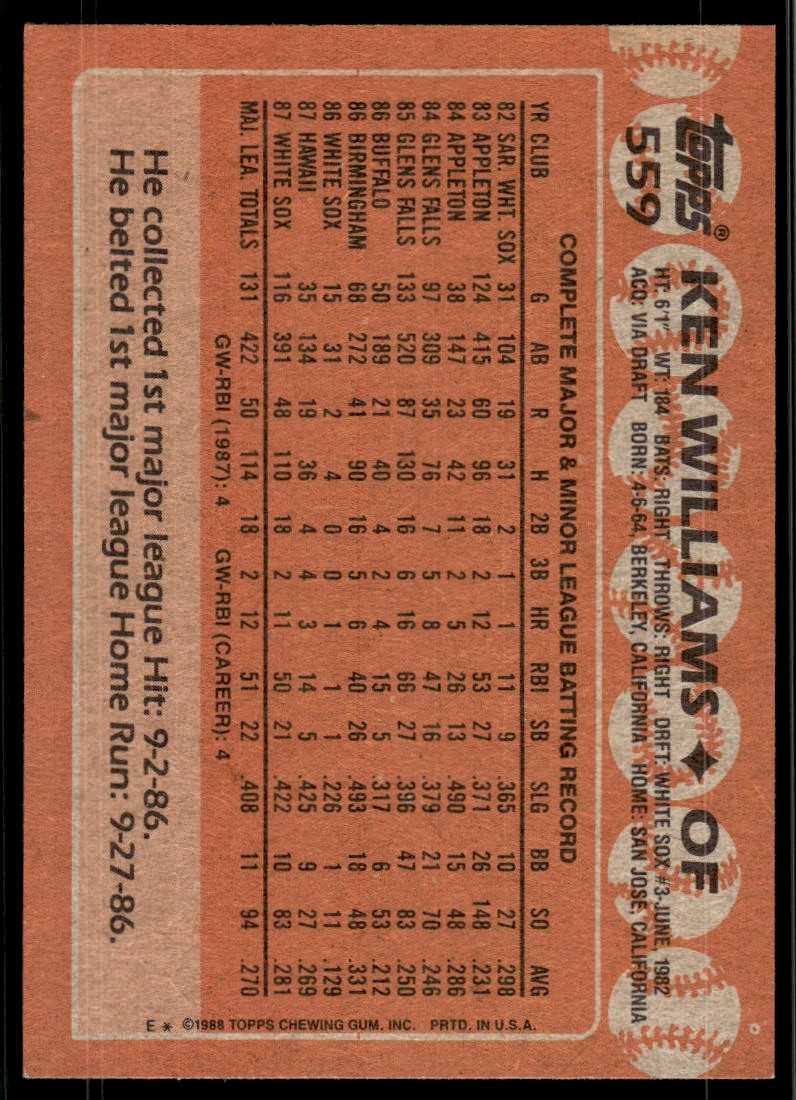 TOPPS®
559
KEN WILLIAMS ✦ OF
HT: 6'1" WT: 184 BATS: RIGHT THROWS: RIGHT DRFT: WHITE SOX #3-JUNE, 1982
ACQ: VIA DRAFT BORN: 4-6-64, BERKELEY, CALIFORNIA HOME: SAN JOSE, CALIFORNIA
COMPLETE MAJOR & MINOR LEAGUE BATTING RECORD
YR CLUB G AB R H 2B 3B HR RBI SB SLG BB SO AVG
82 SAR. WHT. SOX 31 104 19 31 2 1 1 11 9 .365 10 27 .298
83 APPLETON 124 415 60 96 18 2 12 53 27 .371 26 148 .231
84 APPLETON 38 147 23 42 11 2 5 26 13 .490 15 48 .286
84 GLENS FALLS 97 309 35 76 7 5 8 47 16 .379 21 70 .246
85 GLENS FALLS 133 520 87 130 16 6 16 66 27 .396 47 83 .250
86 BUFFALO 50 189 21 40 4 2 4 15 5 .317 6 53 .212
86 BIRMINGHAM 68 272 41 90 16 5 6 40 26 .493 18 48 .331
86 WHITE SOX 15 31 2 4 0 0 1 1 1 .226 1 11 .129
87 HAWAII 35 134 19 36 4 4 3 14 5 .425 9 27 .269
87 WHITE SOX 116 391 48 110 18 2 11 50 21 .422 10 83 .281
MAJ. LEA. TOTALS 131 422 50 114 18 2 12 51 22 .408 11 94 .270
GW-RBI (1987): 4 GW-RBI (CAREER): 4
He collected 1st major league Hit: 9-2-86.
He belted 1st major league Home Run: 9-27-86.
E * ©1988 TOPPS CHEWING GUM. INC. PRTD. IN U.S.A.